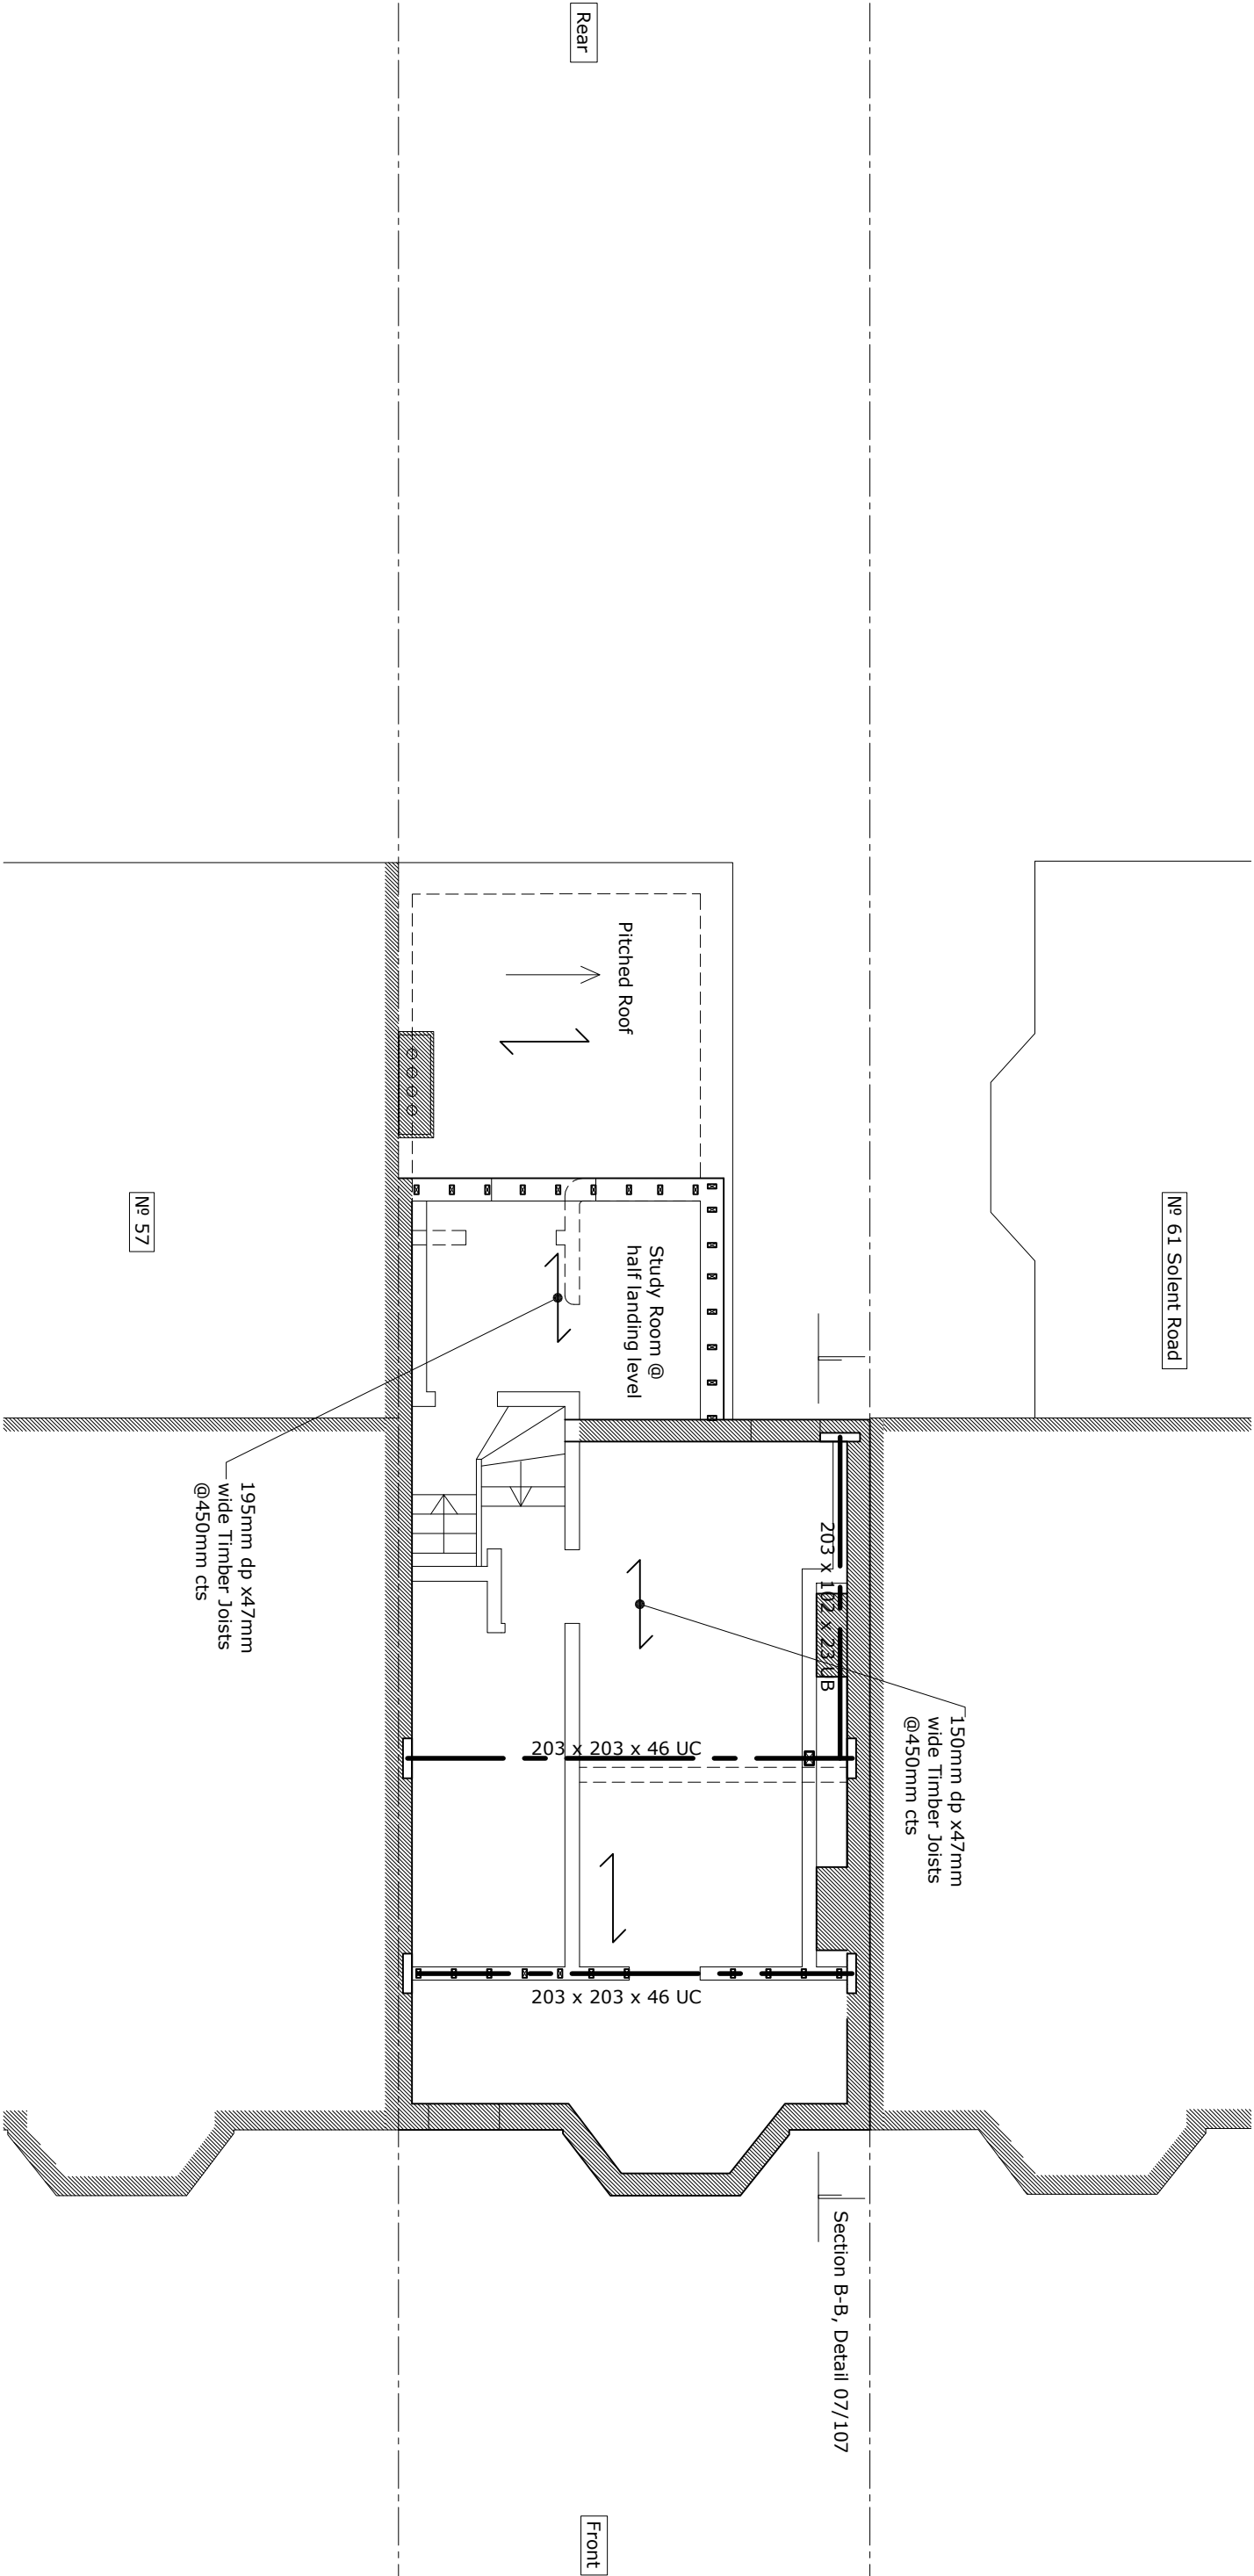 Rear
Pitched Roof
Study Room @
half landing level
Nº 57
Nº 61 Solent Road
195mm dp x47mm
wide Timber Joists
@450mm cts
203 x 102 x 23 UB
150mm dp x47mm
wide Timber Joists
@450mm cts
203 x 203 x 46 UC
203 x 203 x 46 UC
Section B-B, Detail 07/107
Front